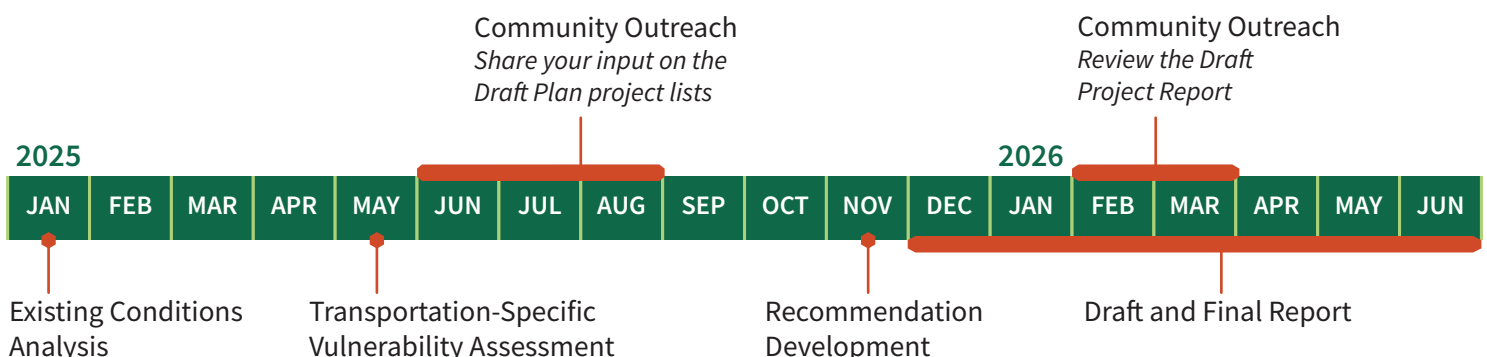 Community Outreach
Share your input on the
Draft Plan project lists
Community Outreach
Review the Draft
Project Report
2025
2026
JAN FEB MAR APR MAY JUN JUL AUG SEP OCT NOV DEC JAN FEB MAR APR MAY JUN
Existing Conditions
Analysis
Transportation-Specific
Vulnerability Assessment
Recommendation
Development
Draft and Final Report